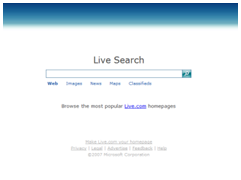 Live Search
Web Images News Maps Classifieds
Browse the most popular Live.com homepages
Make Live.com your homepage
Privacy | Legal | Advertise | Feedback | Help
©2007 Microsoft Corporation